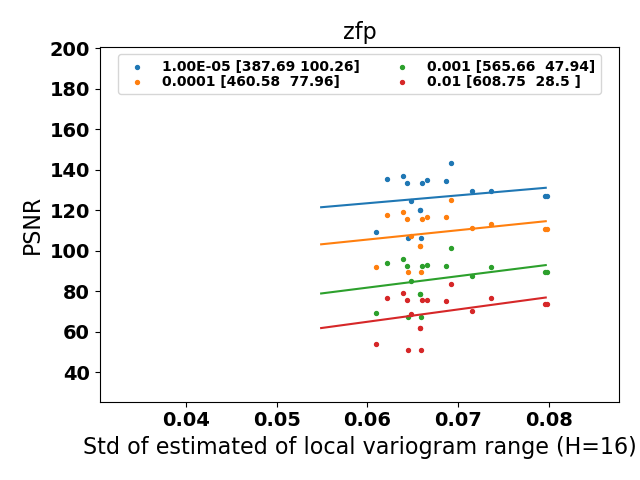 zfp
1.00E-05 [387.69 100.26]
0.0001 [460.58  77.96]
0.001 [565.66  47.94]
0.01 [608.75  28.5 ]
200
180
160
140
120
100
80
60
40
PSNR
0.04 0.05 0.06 0.07 0.08
Std of estimated of local variogram range (H=16)